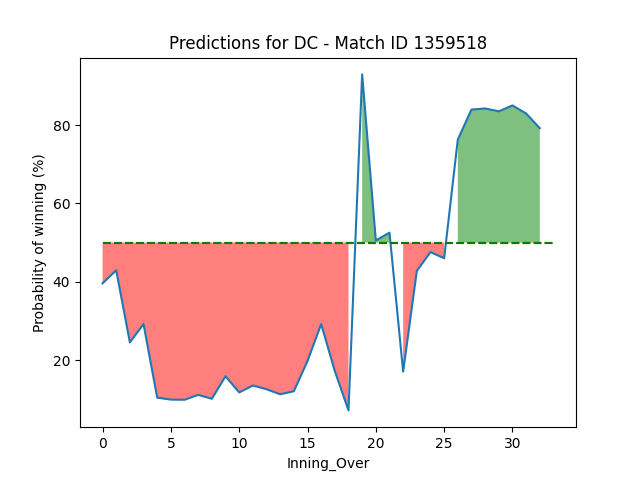 Predictions for DC - Match ID 1359518
Probability of winning (%)
80
60
40
20
0 5 10 15 20 25 30
Inning_Over